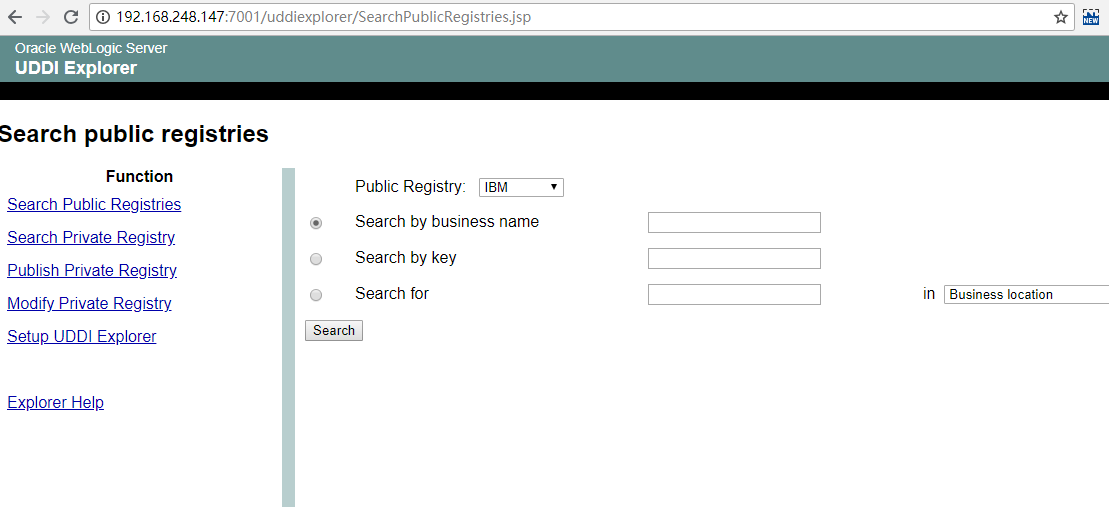 192.168.248.147:7001/uddiexplorer/SearchPublicRegistries.jsp
NEW
Oracle WebLogic Server
UDDI Explorer
Search public registries
Function
Search Public Registries
Search Private Registry
Publish Private Registry
Modify Private Registry
Setup UDDI Explorer
Explorer Help
Public Registry: IBM
Search by business name
Search by key
Search for in Business location
Search